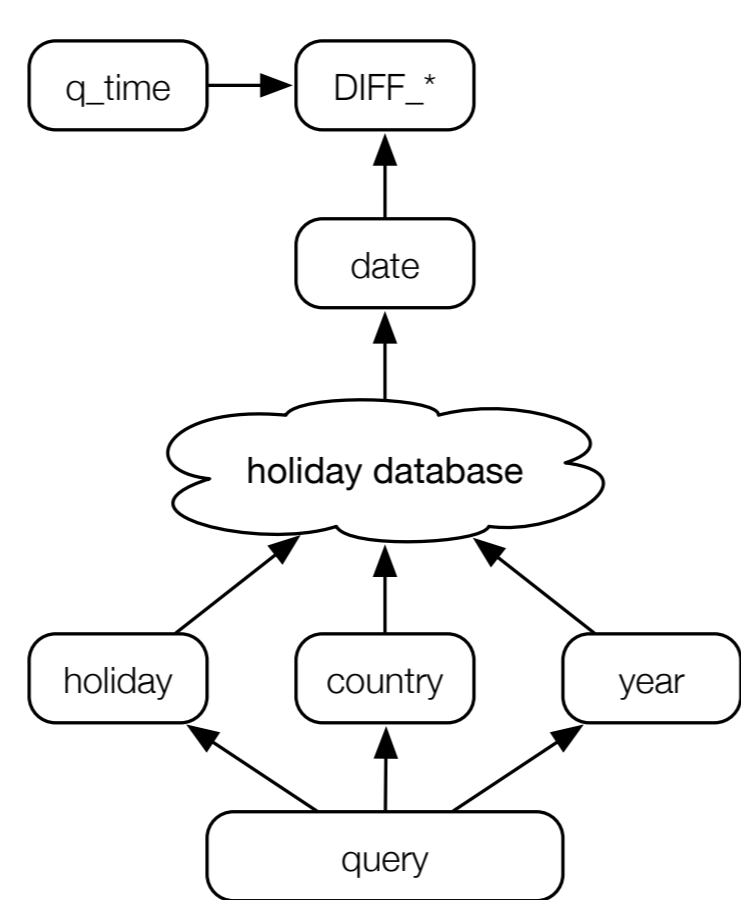 q_time
DIFF_*
date
holiday database
holiday
country
year
query